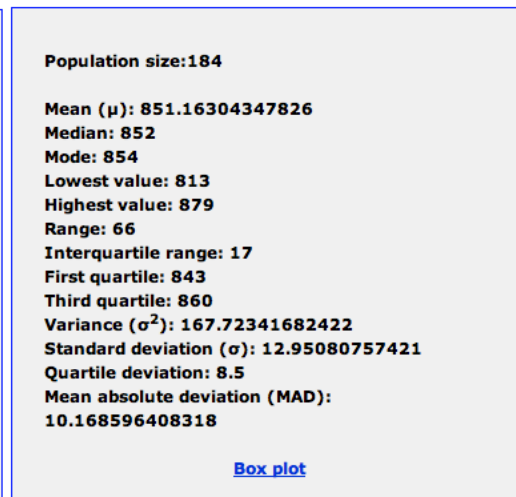 Population size:184
Mean (μ): 851.16304347826
Median: 852
Mode: 854
Lowest value: 813
Highest value: 879
Range: 66
Interquartile range: 17
First quartile: 843
Third quartile: 860
Variance (σ²): 167.72341682422
Standard deviation (σ): 12.95080757421
Quartile deviation: 8.5
Mean absolute deviation (MAD):
10.168596408318
Box plot